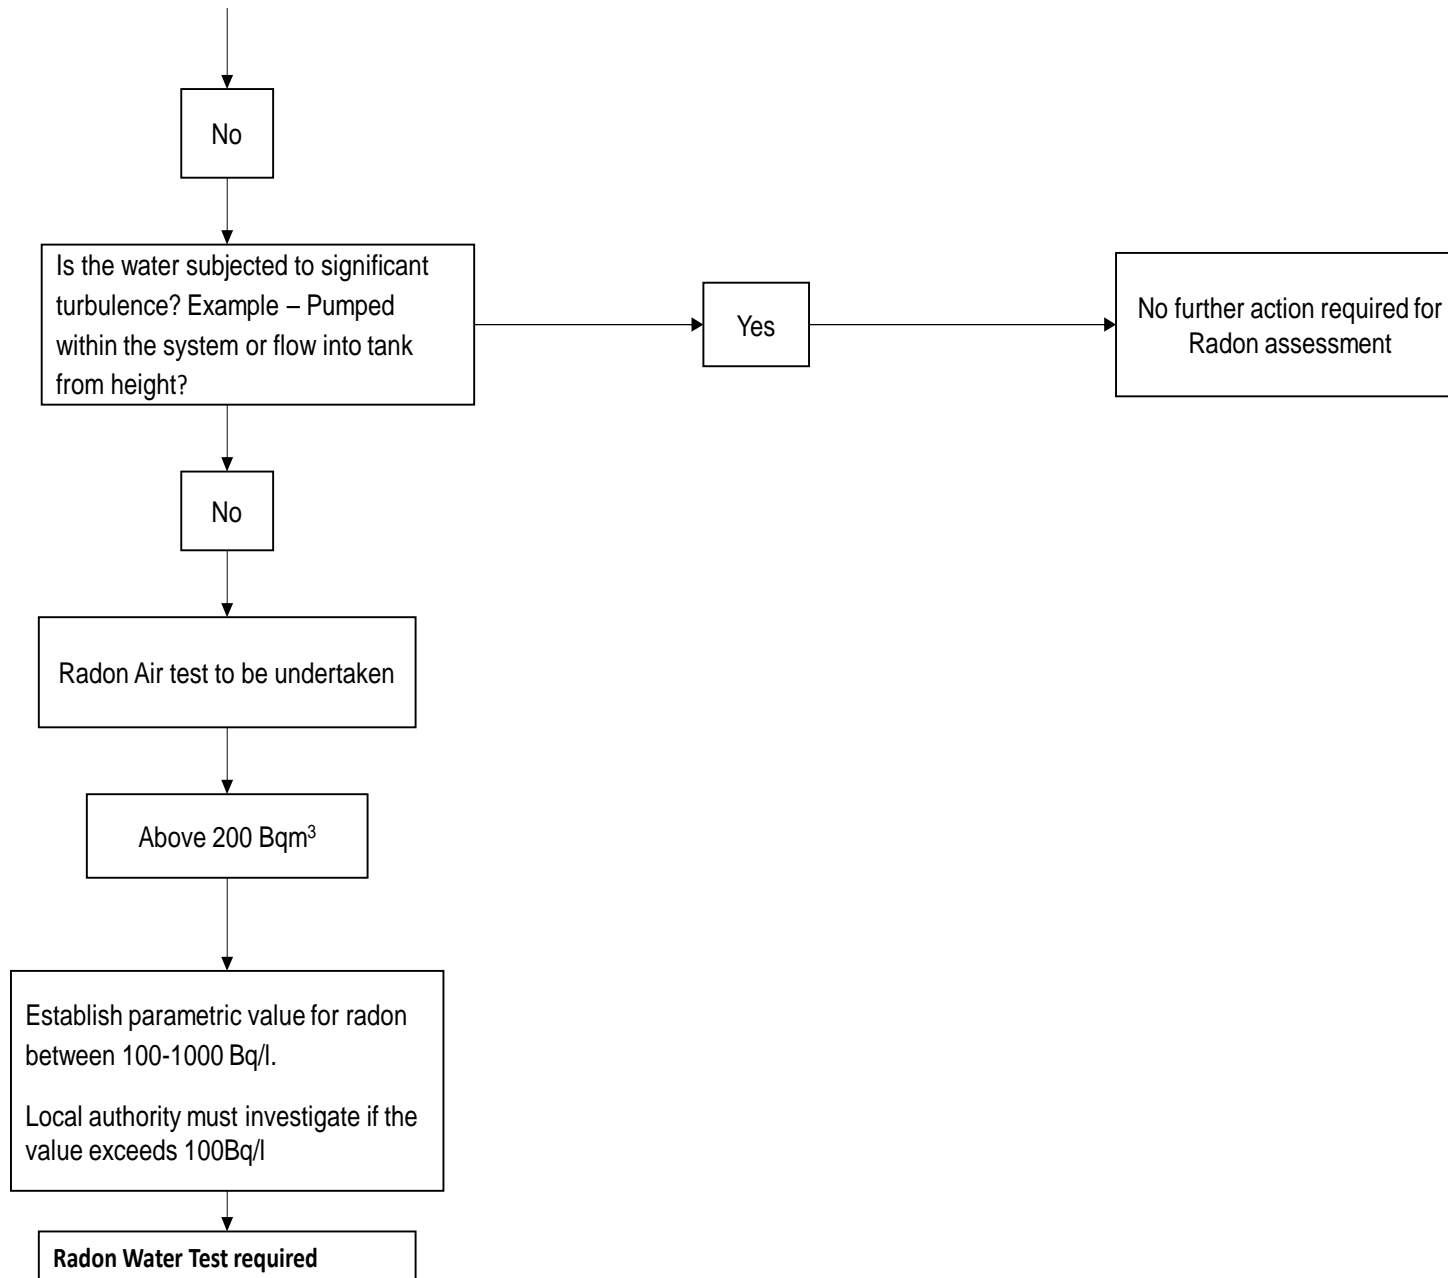 No
Is the water subjected to significant
turbulence? Example – Pumped
within the system or flow into tank
from height?
Yes
No further action required for
Radon assessment
No
Radon Air test to be undertaken
Above 200 Bqm³
Establish parametric value for radon
between 100-1000 Bq/l.
Local authority must investigate if the
value exceeds 100Bq/l
Radon Water Test required